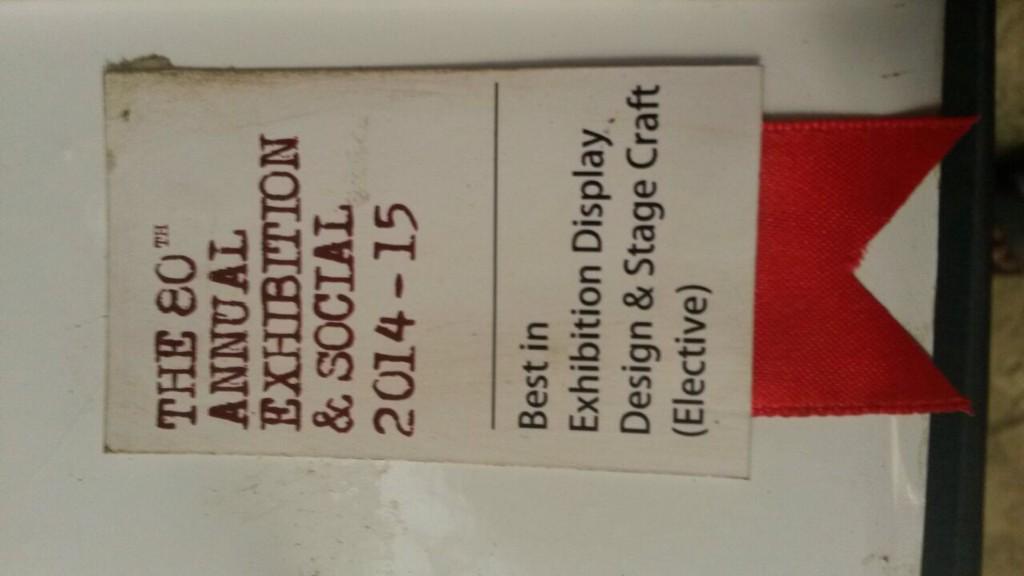 THE 80TH
ANNUAL
EXHIBITION
& SOCIAL
2014-15
Best in
Exhibition Display
Design & Stage Craft
(Elective)